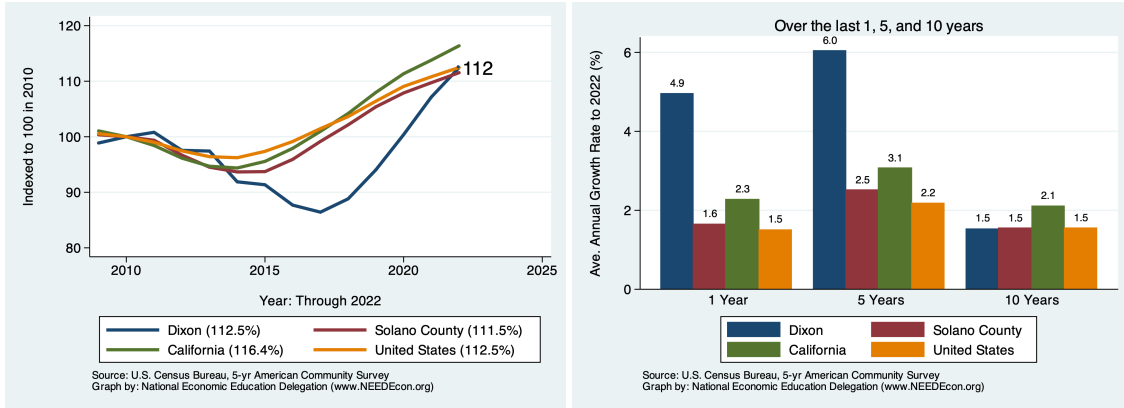 120
110
100
90
80
Indexed to 100 in 2010
112
2010 2015 2020 2025
Year: Through 2022
Dixon (112.5%) Solano County (111.5%)
California (116.4%) United States (112.5%)
Source: U.S. Census Bureau, 5-yr American Community Survey
Graph by: National Economic Education Delegation (www.NEEDEcon.org)
Over the last 1, 5, and 10 years
6
4
2
0
Ave. Annual Growth Rate to 2022 (%)
4.9 1.6 2.3 1.5
6.0 2.5 3.1 2.2
1.5 1.5 2.1 1.5
1 Year 5 Years 10 Years
Dixon Solano County
California United States
Source: U.S. Census Bureau, 5-yr American Community Survey
Graph by: National Economic Education Delegation (www.NEEDEcon.org)